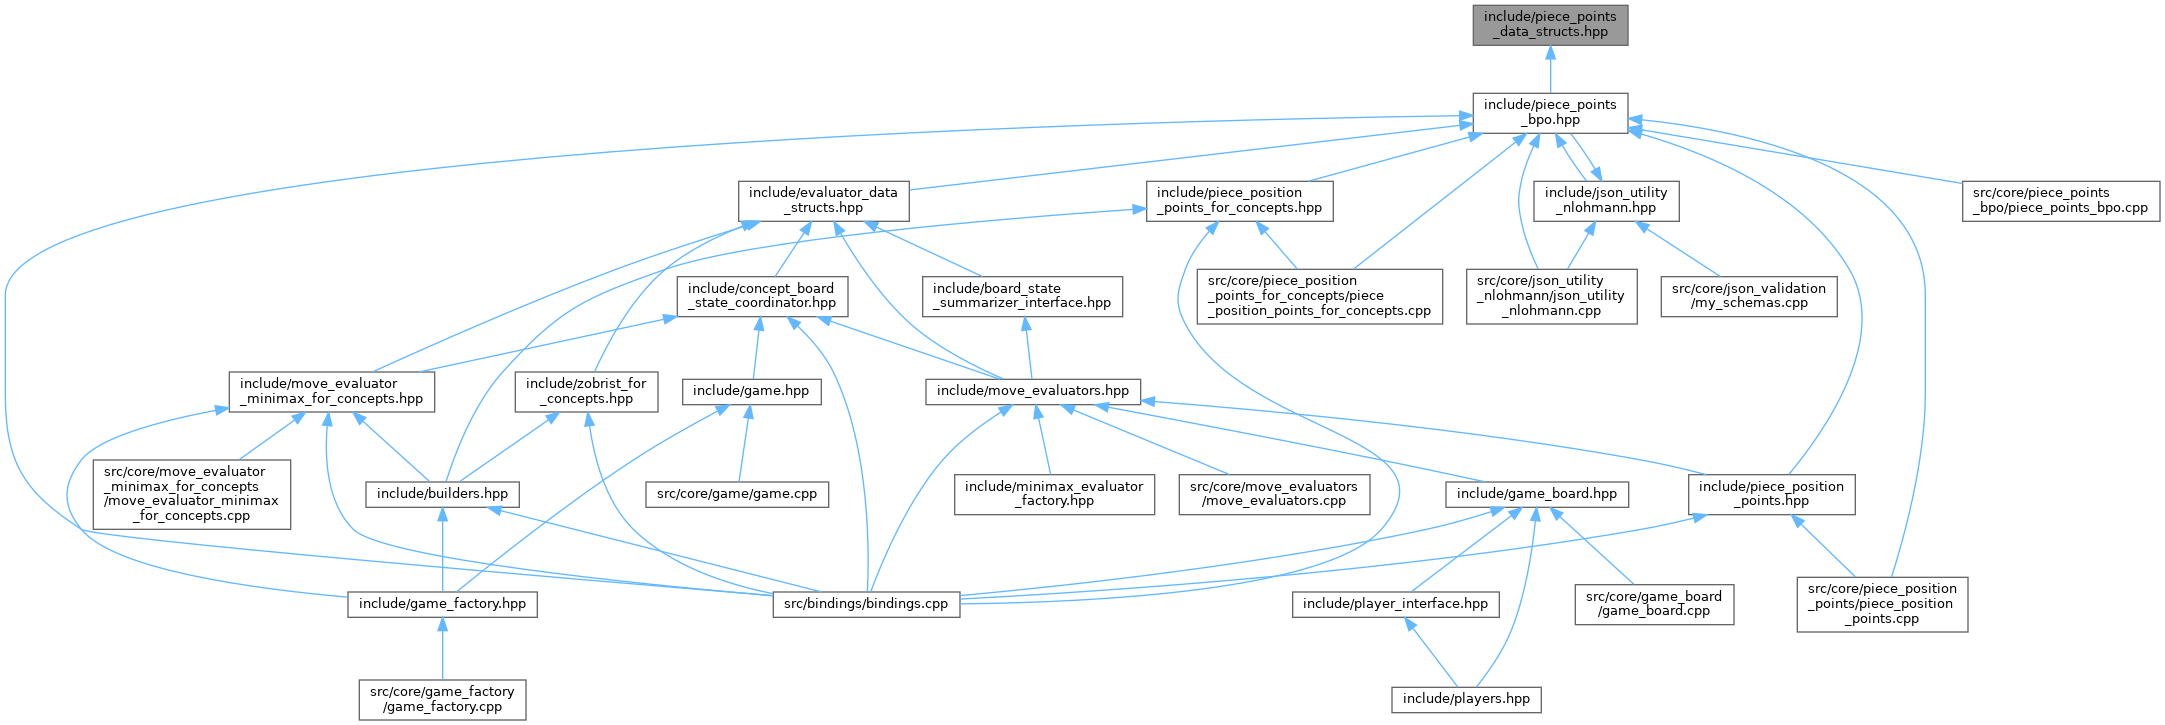 include/piece_points
_data_structs.hpp
include/piece_points
_bpo.hpp
include/evaluator_data
_structs.hpp
include/piece_position
_points_for_concepts.hpp
include/json_utility
_nlohmann.hpp
src/core/piece_points
_bpo/piece_points_bpo.cpp
include/concept_board
_state_coordinator.hpp
include/board_state
_summarizer_interface.hpp
src/core/piece_position
_points_for_concepts/piece
_position_points_for_concepts.cpp
src/core/json_utility
_nlohmann/json_utility
_nlohmann.cpp
src/core/json_validation
/my_schemas.cpp
include/move_evaluator
_minimax_for_concepts.hpp
include/zobrist_for
_concepts.hpp
include/game.hpp
include/move_evaluators.hpp
src/core/move_evaluator
_minimax_for_concepts
/move_evaluator_minimax
_for_concepts.cpp
include/builders.hpp
src/core/game/game.cpp
include/minimax_evaluator
_factory.hpp
src/core/move_evaluators
/move_evaluators.cpp
include/game_board.hpp
include/piece_position
_points.hpp
include/game_factory.hpp
src/bindings/bindings.cpp
include/player_interface.hpp
src/core/game_board
/game_board.cpp
src/core/piece_position
_points/piece_position
_points.cpp
src/core/game_factory
/game_factory.cpp
include/players.hpp